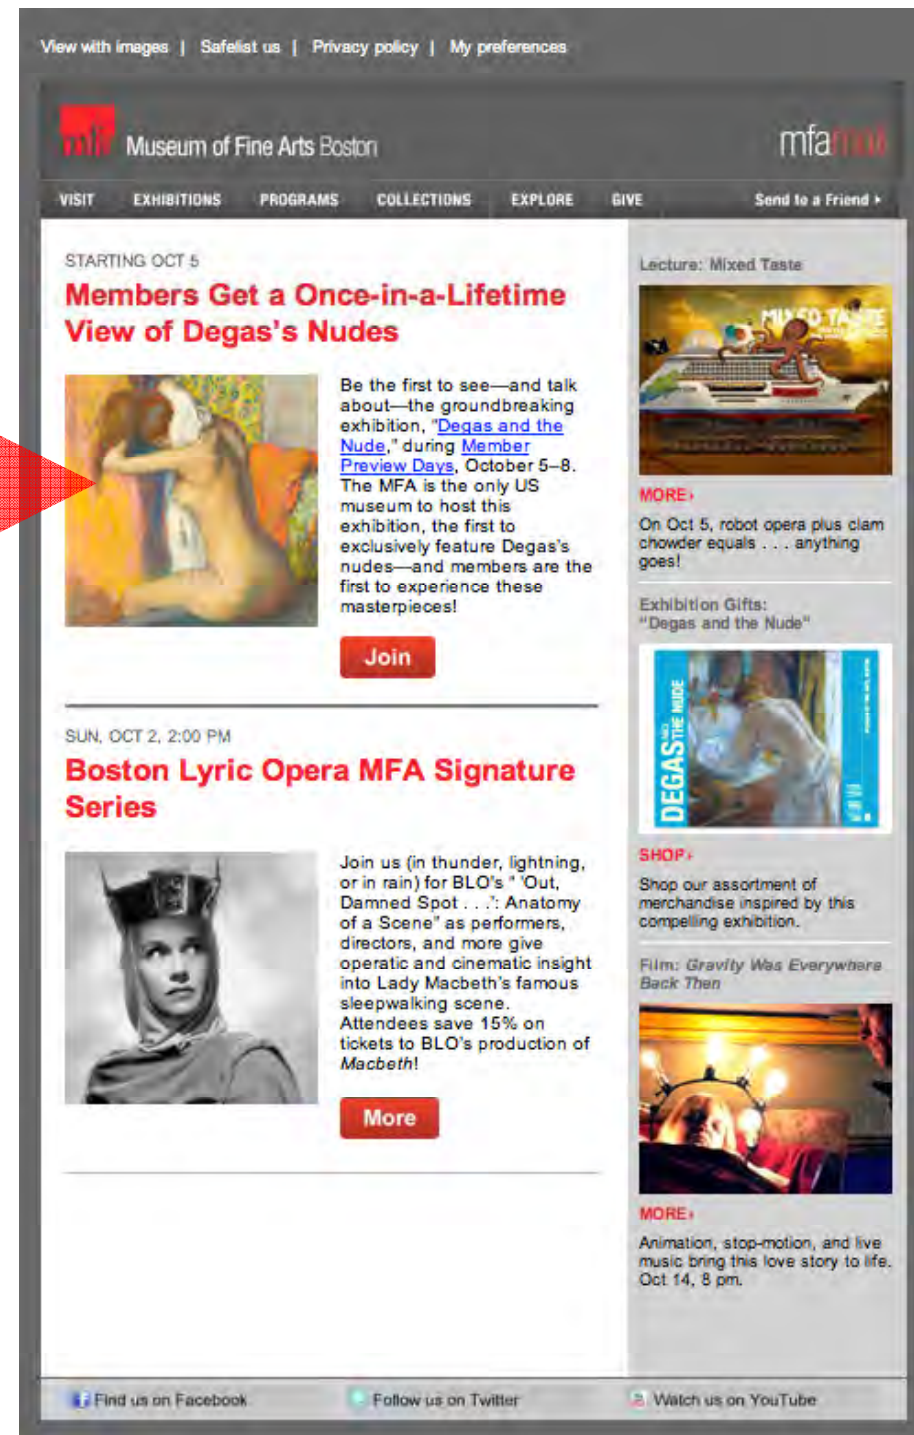 View with images | Safelist us | Privacy policy | My preferences
mfa Museum of Fine Arts Boston
mfamail
VISIT EXHIBITIONS PROGRAMS COLLECTIONS EXPLORE GIVE Send to a Friend ▸
STARTING OCT 5
Members Get a Once-in-a-Lifetime
View of Degas's Nudes
Be the first to see—and talk
about—the groundbreaking
exhibition, "Degas and the
Nude," during Member
Preview Days, October 5–8.
The MFA is the only US
museum to host this
exhibition, the first to
exclusively feature Degas's
nudes—and members are the
first to experience these
masterpieces!
Join
SUN, OCT 2, 2:00 PM
Boston Lyric Opera MFA Signature
Series
Join us (in thunder, lightning,
or in rain) for BLO's " 'Out,
Damned Spot . . .': Anatomy
of a Scene" as performers,
directors, and more give
operatic and cinematic insight
into Lady Macbeth's famous
sleepwalking scene.
Attendees save 15% on
tickets to BLO's production of
Macbeth!
More
Lecture: Mixed Taste
MIXED TASTE
MORE ›
On Oct 5, robot opera plus clam
chowder equals . . . anything
goes!
Exhibition Gifts:
"Degas and the Nude"
DEGAS AND
THE NUDE
SHOP ›
Shop our assortment of
merchandise inspired by this
compelling exhibition.
Film: Gravity Was Everywhere
Back Then
MORE ›
Animation, stop-motion, and live
music bring this love story to life.
Oct 14, 8 pm.
Find us on Facebook
Follow us on Twitter
Watch us on YouTube